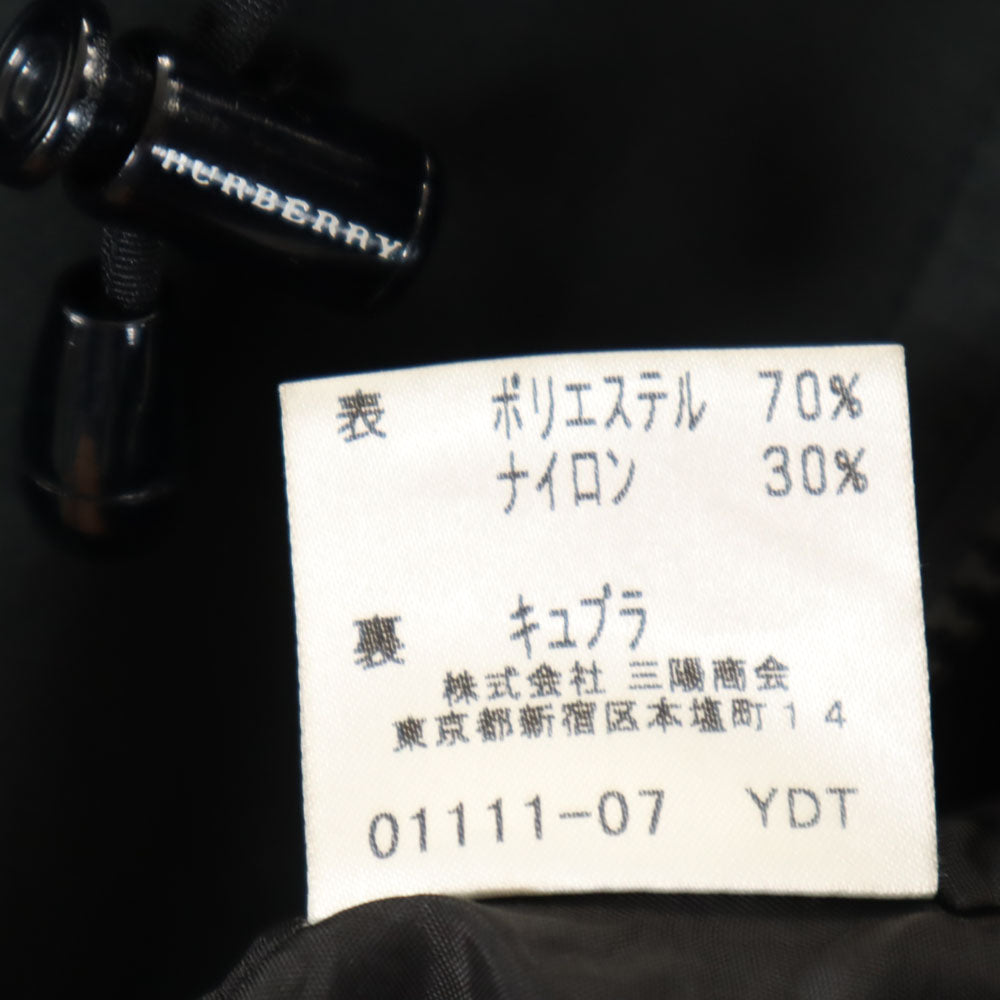 BURBERRY
表 ポリエステル 70%
ナイロン 30%
裏 キュプラ
株式会社 三陽商会
東京都新宿区本塩町14
01111-07 YDT